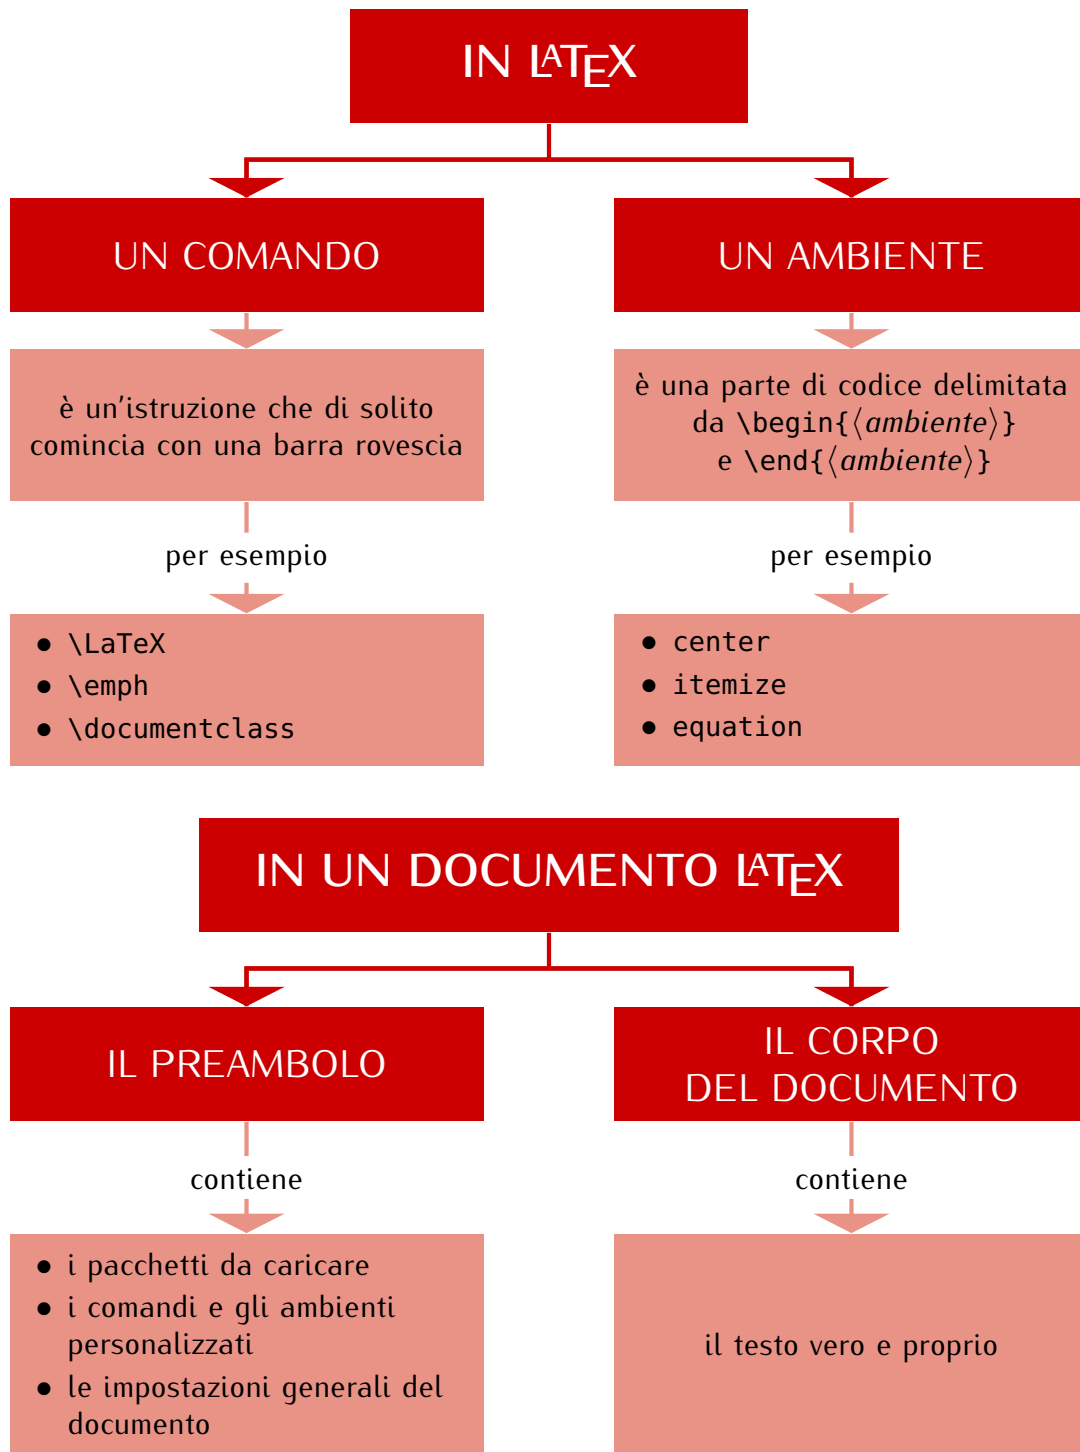 IN LATEX
UN COMANDO
è un'istruzione che di solito
comincia con una barra rovescia
per esempio
• \LaTeX
• \emph
• \documentclass
UN AMBIENTE
è una parte di codice delimitata
da \begin{⟨ambiente⟩}
e \end{⟨ambiente⟩}
per esempio
• center
• itemize
• equation
IN UN DOCUMENTO LATEX
IL PREAMBOLO
contiene
• i pacchetti da caricare
• i comandi e gli ambienti
personalizzati
• le impostazioni generali del
documento
IL CORPO
DEL DOCUMENTO
contiene
il testo vero e proprio